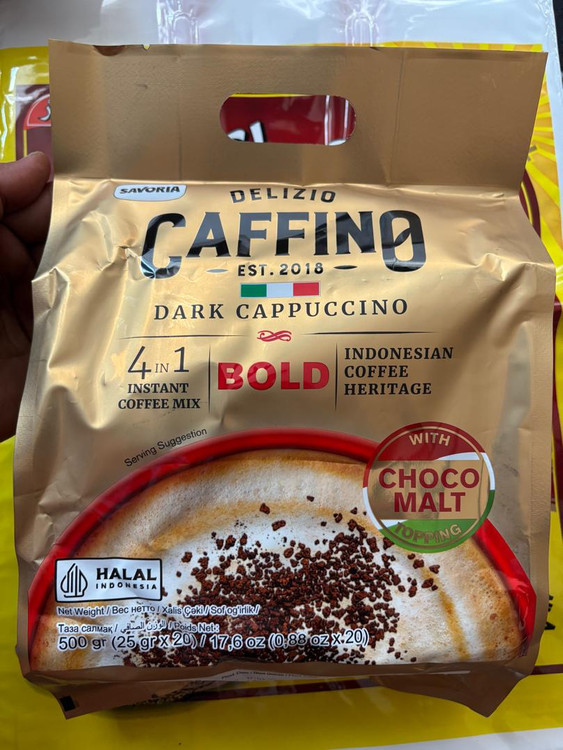 SAVORIA
DELIZIO
CAFFINO
EST. 2018
DARK CAPPUCCINO
4 IN 1
INSTANT
COFFEE MIX
BOLD
INDONESIAN
COFFEE
HERITAGE
Serving Suggestion
WITH
CHOCO
MALT
TOPPING
HALAL
INDONESIA
Net Weight / Вес нетто / Xalis Çəki / Sof og'irlik /
Таза салмақ / الوزن الصافي / Poids Net:
500 gr (25 gr x 20) / 17,6 oz (0,88 oz x 20)